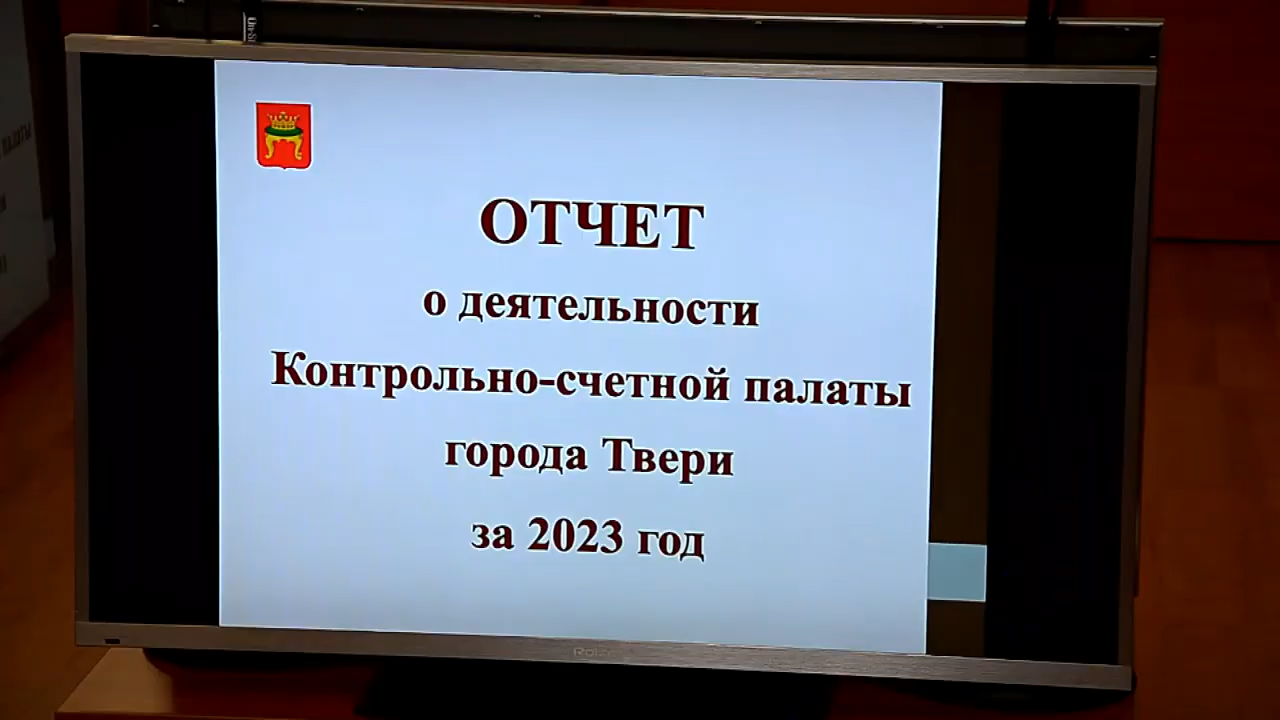 ОТЧЕТ
о деятельности
Контрольно-счетной палаты
города Твери
за 2023 год